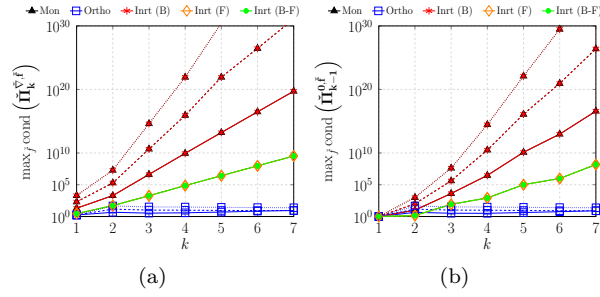 Mon Ortho Inrt (B) Inrt (F) Inrt (B-F)
10^30
10^20
10^10
10^5
10^0
1 2 3 4 5 6 7
k
max_f̌ cond (Π̌_k^{∇̌,f̌})
(a)
Mon Ortho Inrt (B) Inrt (F) Inrt (B-F)
10^30
10^20
10^10
10^5
10^0
1 2 3 4 5 6 7
k
max_f̌ cond (Π̌_{k-1}^{0,f̌})
(b)